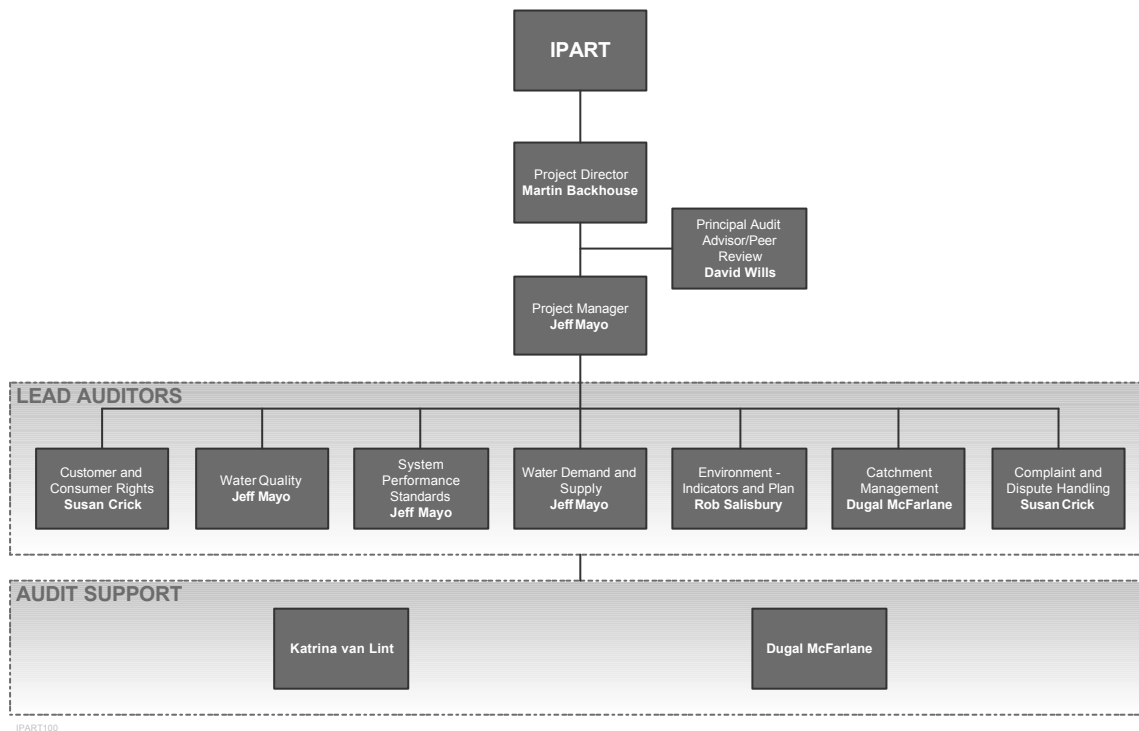 IPART
Project Director
Martin Backhouse
Principal Audit
Advisor/Peer
Review
David Wills
Project Manager
Jeff Mayo
LEAD AUDITORS
Customer and
Consumer Rights
Susan Crick
Water Quality
Jeff Mayo
System
Performance
Standards
Jeff Mayo
Water Demand and
Supply
Jeff Mayo
Environment -
Indicators and Plan
Rob Salisbury
Catchment
Management
Dugal McFarlane
Complaint and
Dispute Handling
Susan Crick
AUDIT SUPPORT
Katrina van Lint
Dugal McFarlane
IPART100